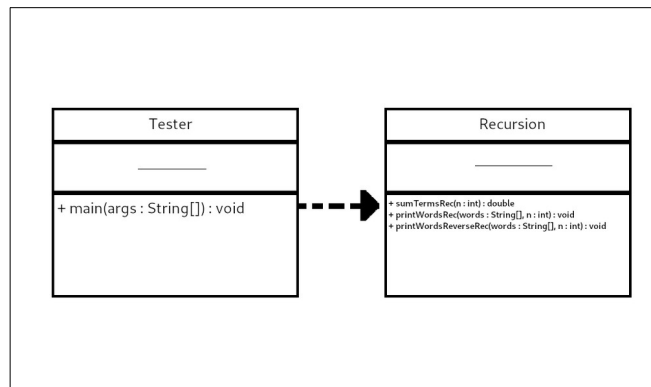 Tester
+ main(args : String[]) : void
Recursion
+ sumTermsRec(n : int) : double
+ printWordsRec(words : String[], n : int) : void
+ printWordsReverseRec(words : String[], n : int) : void